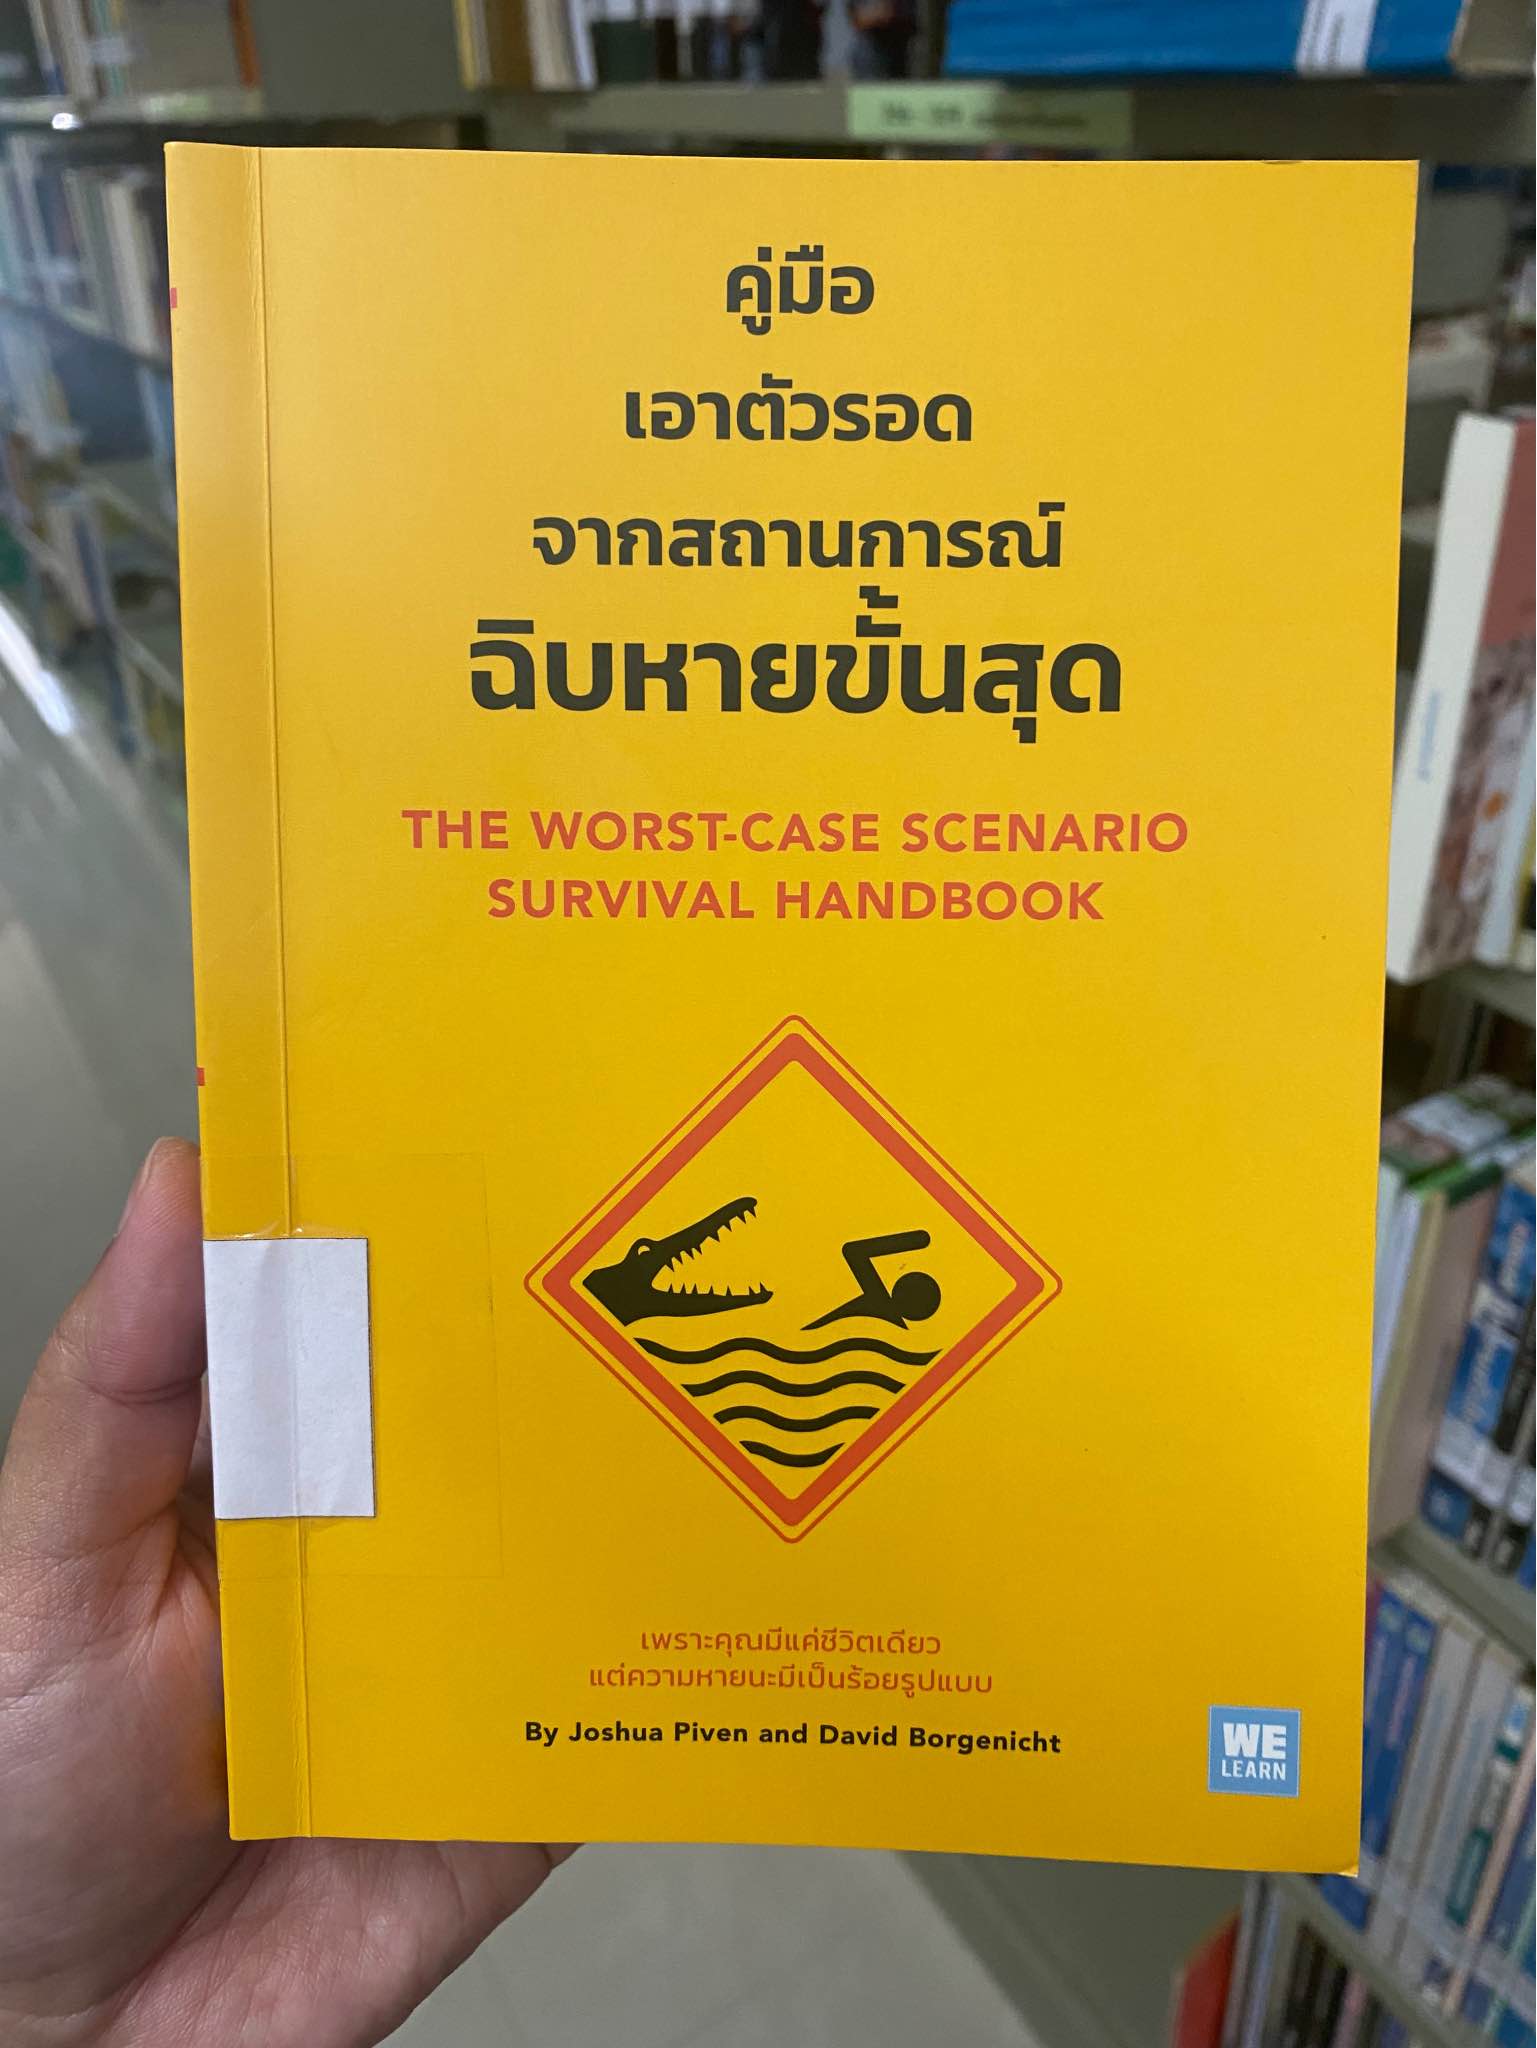 คู่มือ
เอาตัวรอด
จากสถานการณ์
ฉิบหายขั้นสุด
THE WORST-CASE SCENARIO
SURVIVAL HANDBOOK
เพราะคุณมีแค่ชีวิตเดียว
แต่ความหายนะมีเป็นร้อยรูปแบบ
By Joshua Piven and David Borgenicht
WE
LEARN